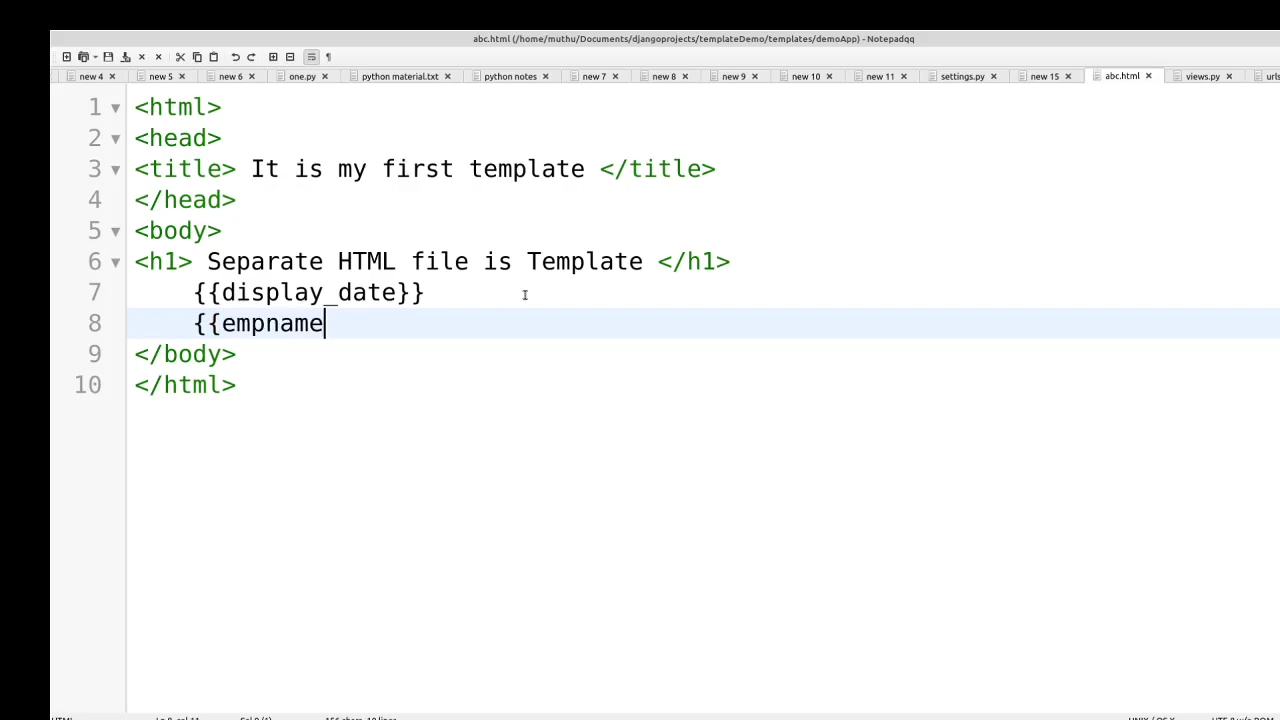 abc.html (/home/muthu/Documents/djangoprojects/templateDemo/templates/demoApp) - Notepadqq
new 4 new 5 new 6 one.py python material.txt python notes new 7 new 8 new 9 new 10 new 11 settings.py new 15 abc.html views.py urls
1 <html>
2 <head>
3 <title> It is my first template </title>
4 </head>
5 <body>
6 <h1> Separate HTML file is Template </h1>
7 {{display_date}}
8 {{empname
9 </body>
10 </html>